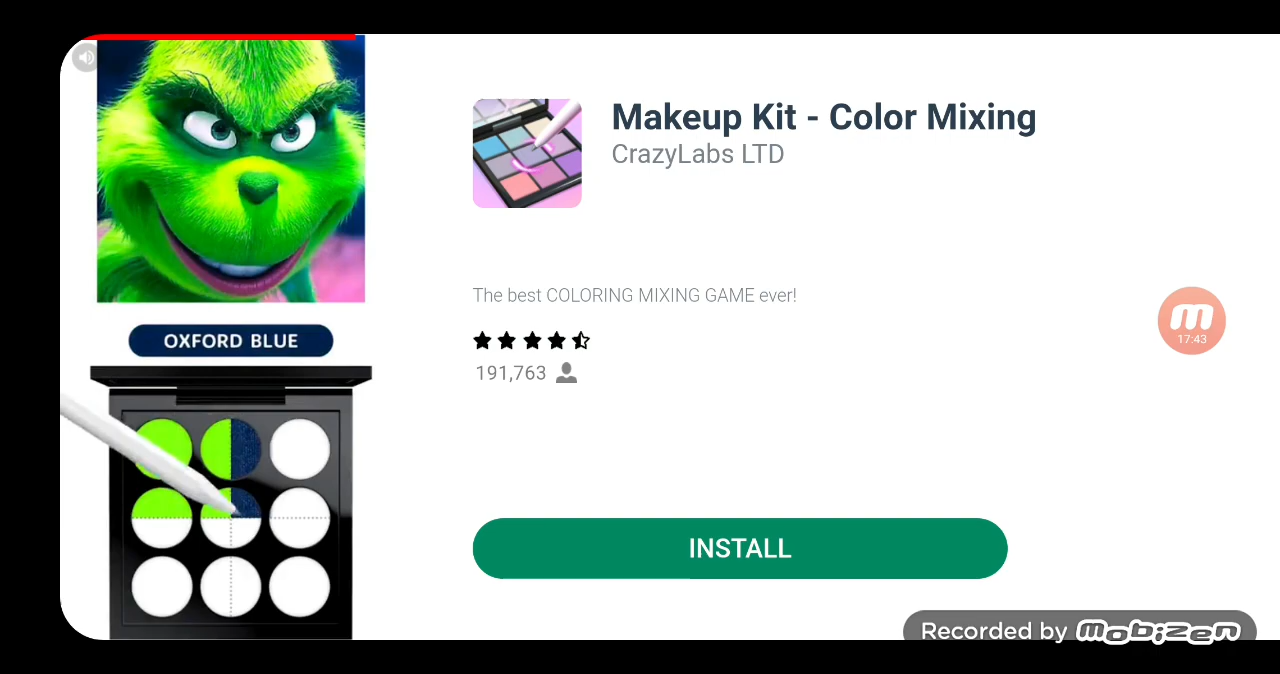 Makeup Kit - Color Mixing
CrazyLabs LTD
The best COLORING MIXING GAME ever!
191,763
OXFORD BLUE
INSTALL
m
17:43
Recorded by mobizen